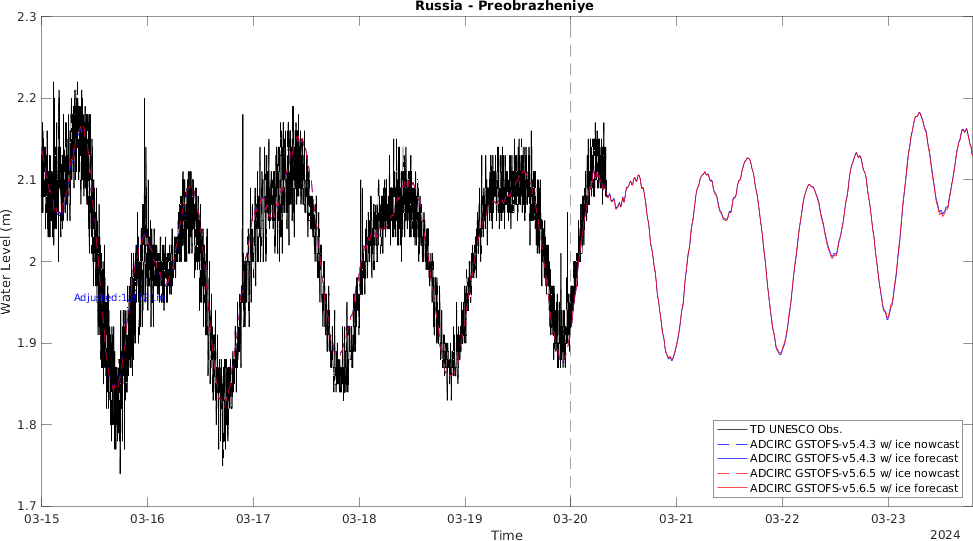 Russia - Preobrazheniye
2.3
2.2
2.1
2
1.9
1.8
1.7
Water Level (m)
TD UNESCO Obs.
ADCIRC GSTOFS-v5.4.3 w/ ice nowcast
ADCIRC GSTOFS-v5.4.3 w/ ice forecast
ADCIRC GSTOFS-v5.6.5 w/ ice nowcast
ADCIRC GSTOFS-v5.6.5 w/ ice forecast
03-15 03-16 03-17 03-18 03-19 03-20 03-21 03-22 03-23
Time
2024